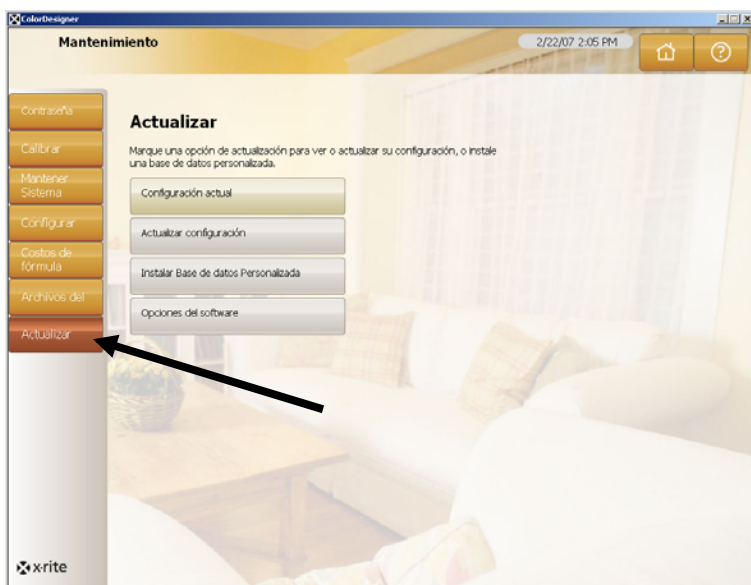 ColorDesigner
Mantenimiento
2/22/07 2:05 PM
?
Contraseña
Calibrar
Mantener
Sistema
Configurar
Costos de
fórmula
Archivos del
Actualizar
Actualizar
Marque una opción de actualización para ver o actualizar su configuración, o instale
una base de datos personalizada.
Configuración actual
Actualizar configuración
Instalar Base de datos Personalizada
Opciones del software
x·rite